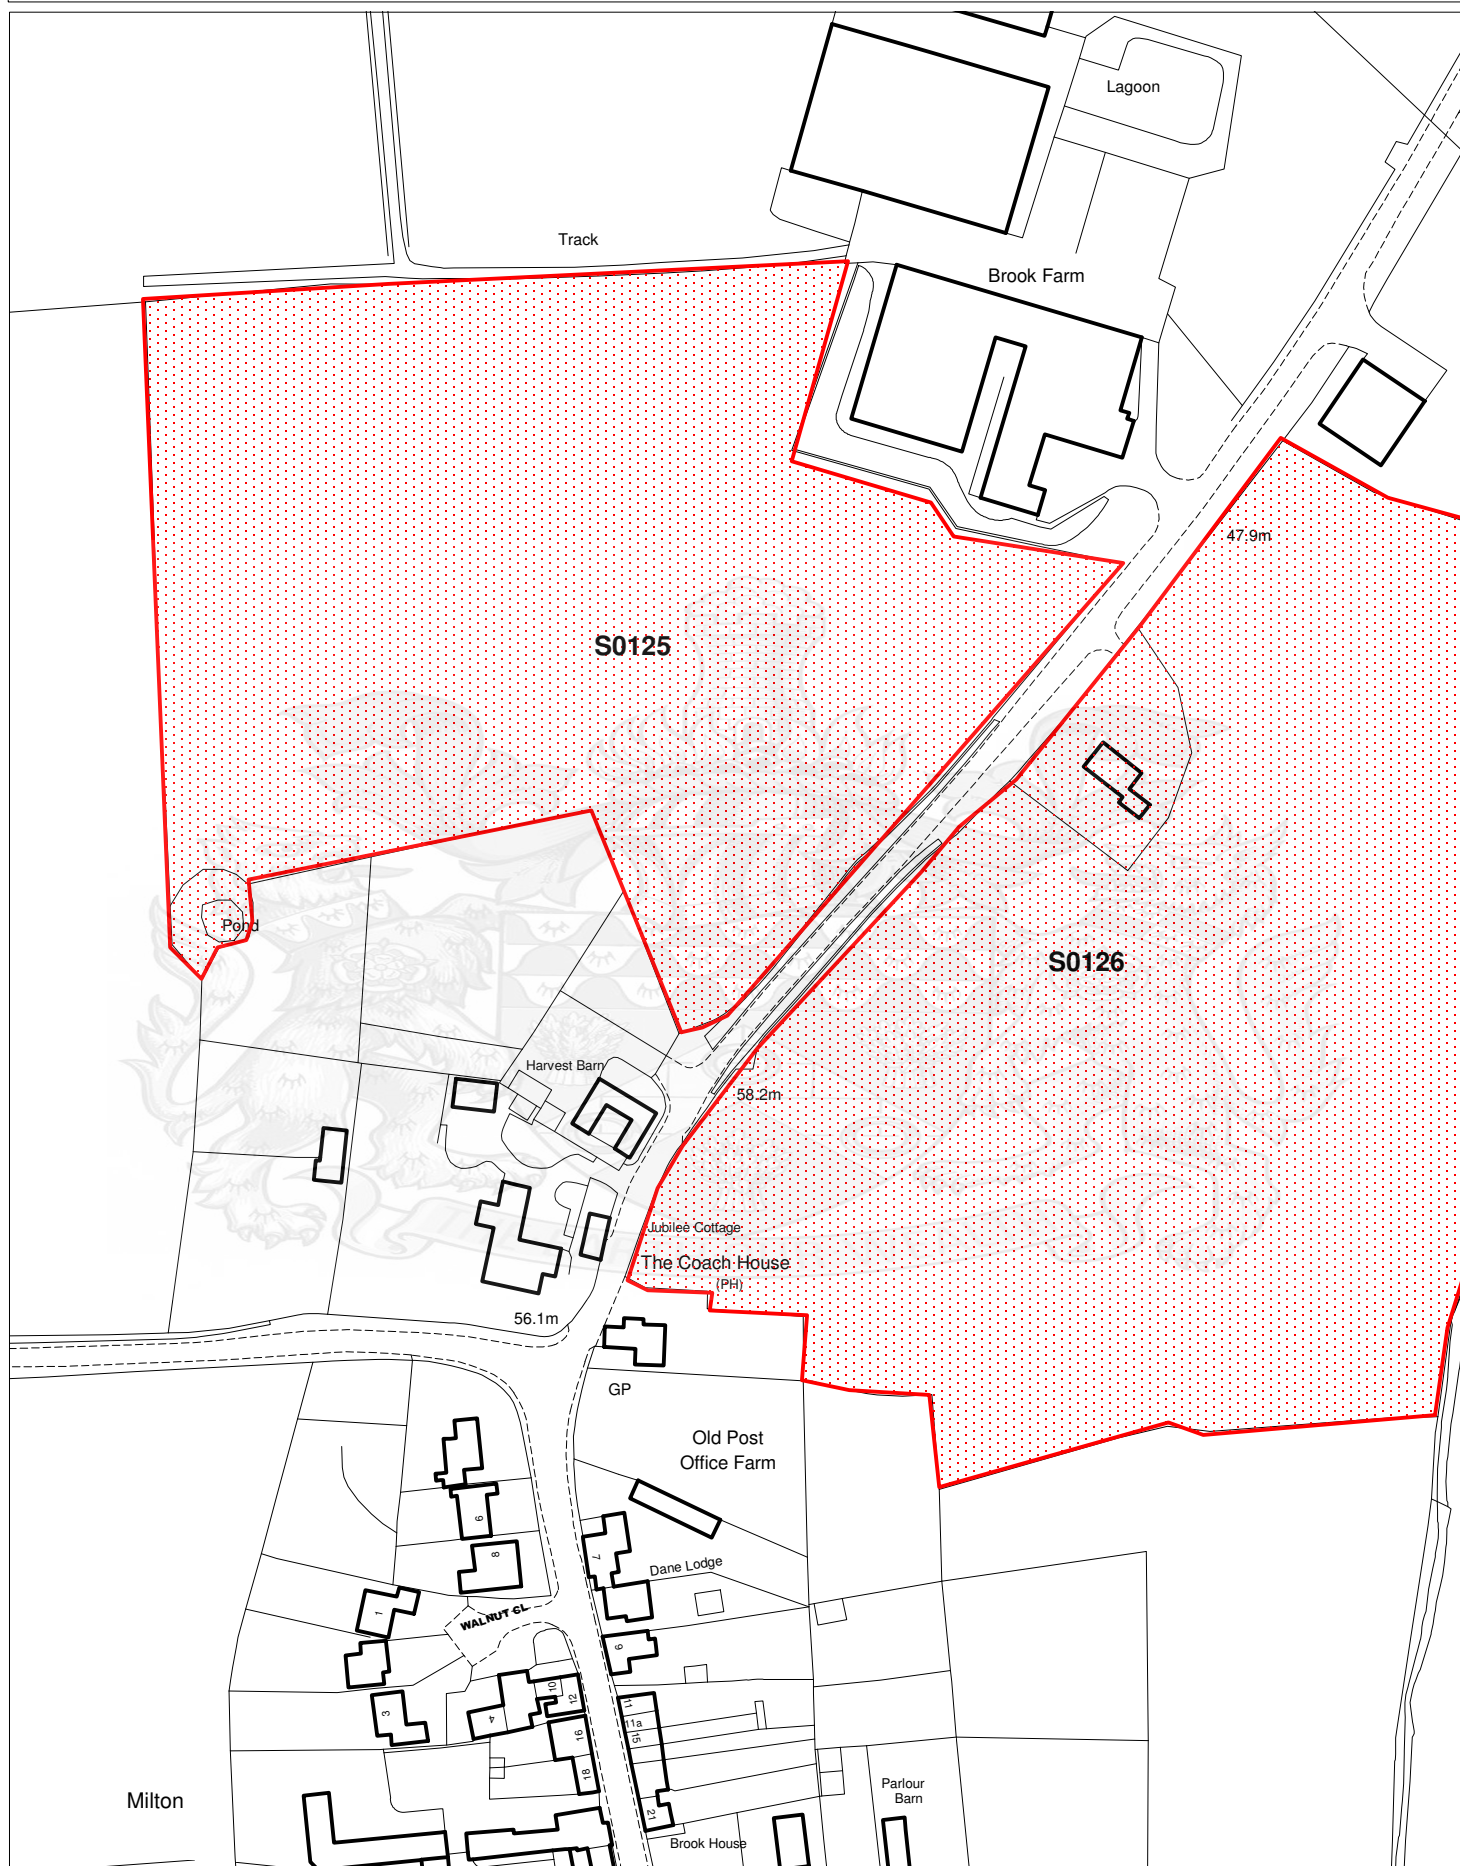 Lagoon
Track
Brook Farm
47.9m
S0125
Pond
S0126
Harvest Barn
58.2m
Jubilee Cottage
The Coach House
(PH)
56.1m
GP
Old Post
Office Farm
6
8
7
Dane Lodge
1
WALNUT CL
9
3
4
10
12
11
11a
15
16
18
21
Milton
Parlour
Barn
Brook House